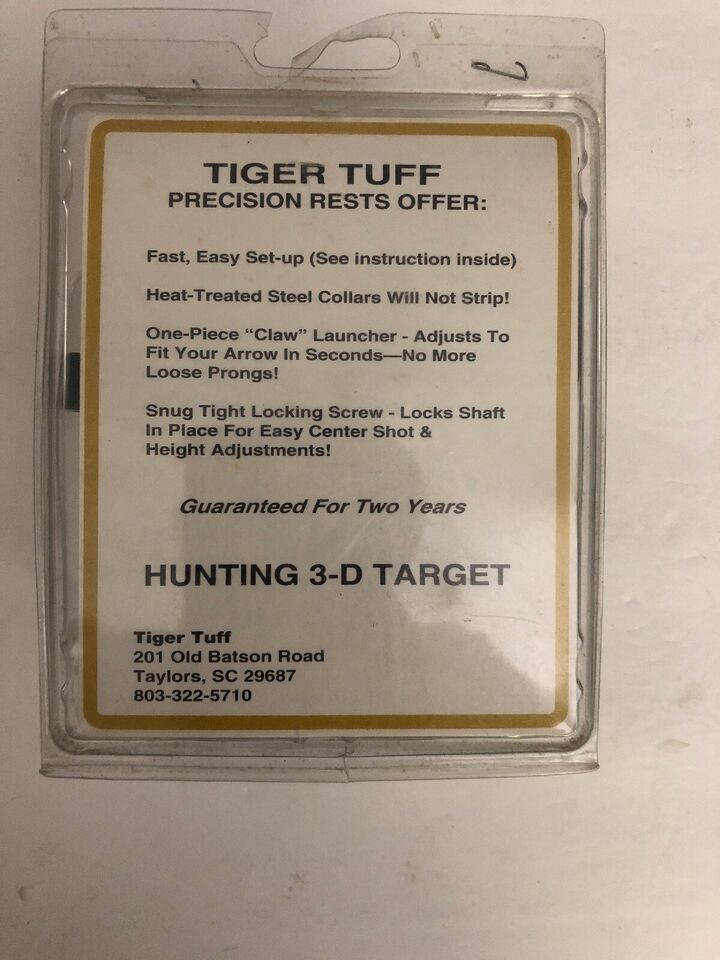 TIGER TUFF
PRECISION RESTS OFFER:
Fast, Easy Set-up (See instruction inside)
Heat-Treated Steel Collars Will Not Strip!
One-Piece “Claw” Launcher - Adjusts To
Fit Your Arrow In Seconds—No More
Loose Prongs!
Snug Tight Locking Screw - Locks Shaft
In Place For Easy Center Shot &
Height Adjustments!
Guaranteed For Two Years
HUNTING 3-D TARGET
Tiger Tuff
201 Old Batson Road
Taylors, SC 29687
803-322-5710